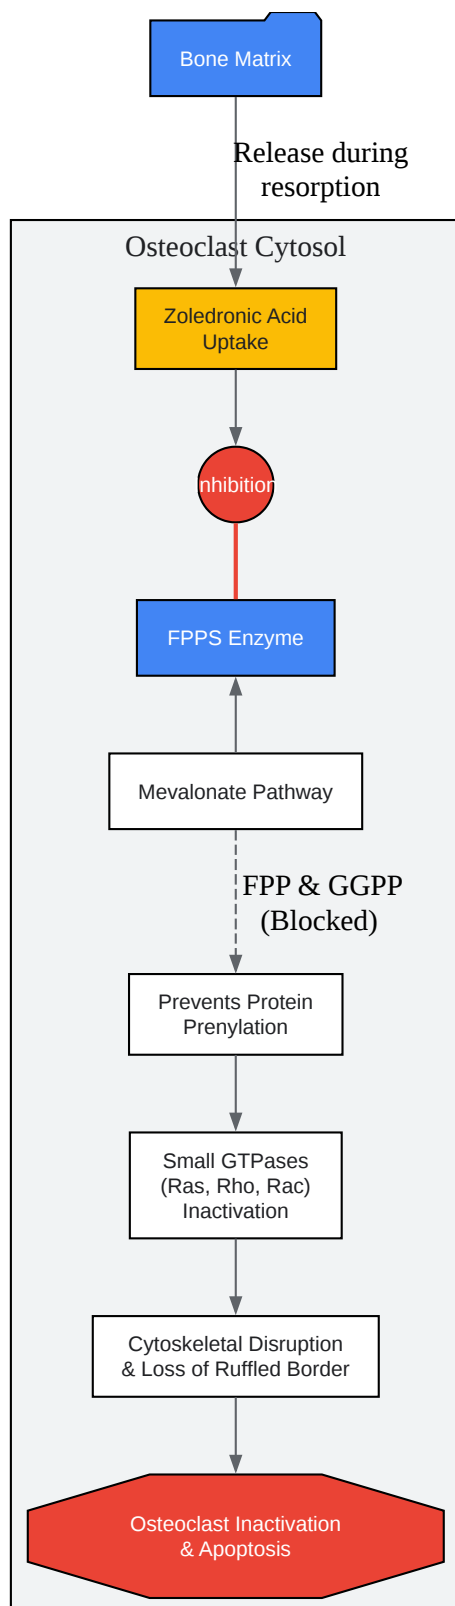 Bone Matrix
Release during
resorption
Osteoclast Cytosol
Zoledronic Acid
Uptake
nhibition
FPPS Enzyme
Mevalonate Pathway
FPP & GGPP
(Blocked)
Prevents Protein
Prenylation
Small GTPases
(Ras, Rho, Rac)
Inactivation
Cytoskeletal Disruption
& Loss of Ruffled Border
Osteoclast Inactivation
& Apoptosis